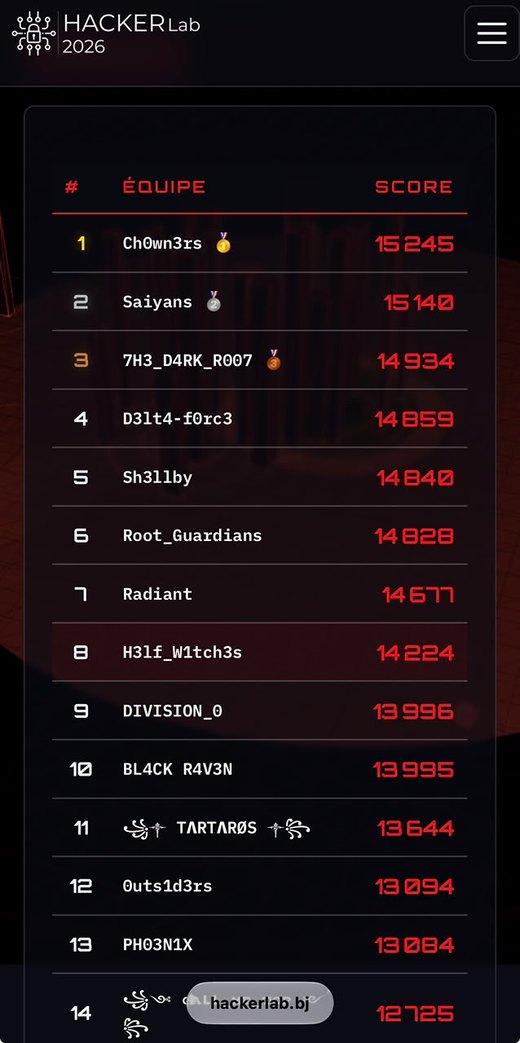 HACKER Lab
2026
# ÉQUIPE SCORE
1 Ch0wn3rs 15 245
2 Saiyans 15 140
3 7H3_D4RK_R007 14 934
4 D3lt4-f0rc3 14 859
5 Sh3llby 14 840
6 Root_Guardians 14 828
7 Radiant 14 677
8 H3lf_W1tch3s 14 224
9 DIVISION_0 13 996
10 BL4CK R4V3N 13 995
11 ꧁༒ TΛRTΛRØS ༒꧂ 13 644
12 0uts1d3rs 13 094
13 PH03N1X 13 084
14 12 725
hackerlab.bj